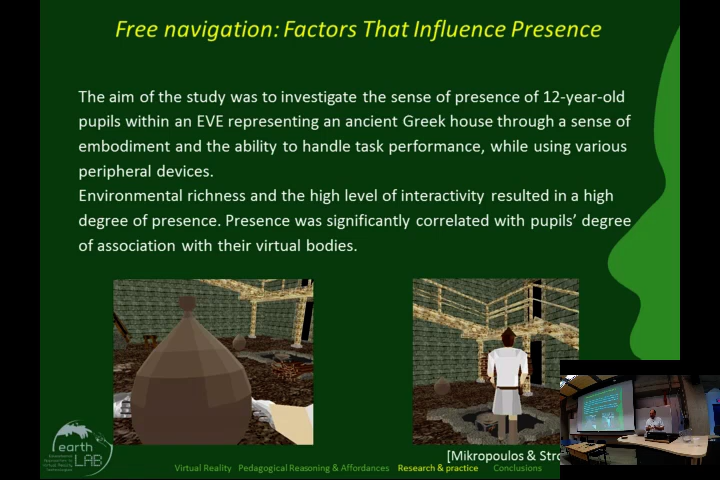 Free navigation: Factors That Influence Presence
The aim of the study was to investigate the sense of presence of 12-year-old
pupils within an EVE representing an ancient Greek house through a sense of
embodiment and the ability to handle task performance, while using various
peripheral devices.
Environmental richness and the high level of interactivity resulted in a high
degree of presence. Presence was significantly correlated with pupils' degree
of association with their virtual bodies.
[Mikropoulos & Stro
earth
LAB
Virtual Reality Pedagogical Reasoning & Affordances Research & practice Conclusions